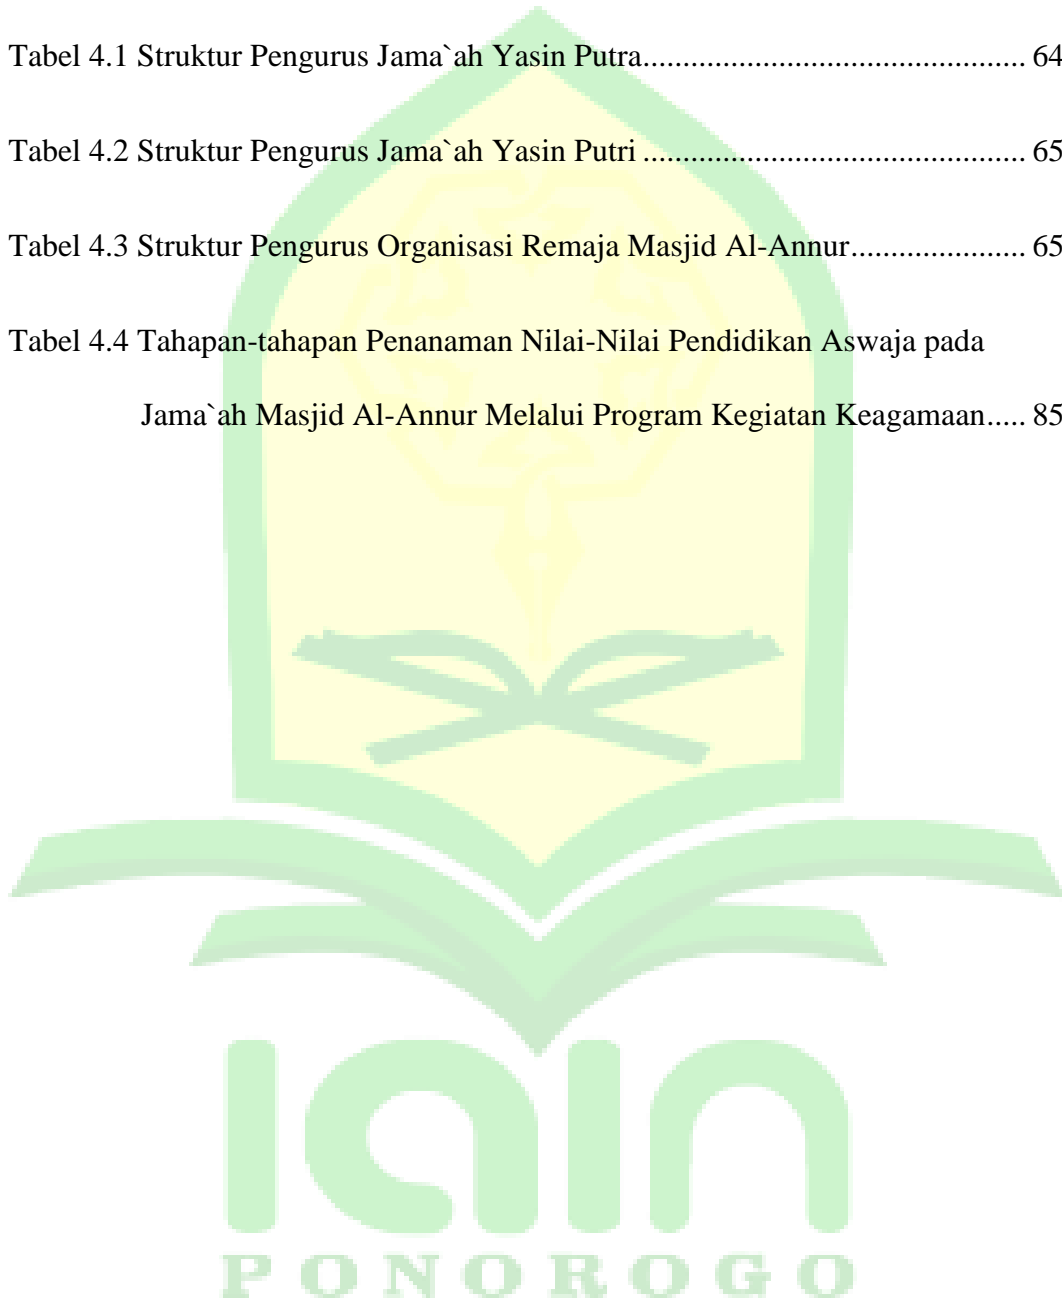 Tabel 4.1 Struktur Pengurus Jama`ah Yasin Putra............................................... 64
Tabel 4.2 Struktur Pengurus Jama`ah Yasin Putri ............................................... 65
Tabel 4.3 Struktur Pengurus Organisasi Remaja Masjid Al-Annur...................... 65
Tabel 4.4 Tahapan-tahapan Penanaman Nilai-Nilai Pendidikan Aswaja pada
Jama`ah Masjid Al-Annur Melalui Program Kegiatan Keagamaan..... 85
iain
PONOROGO